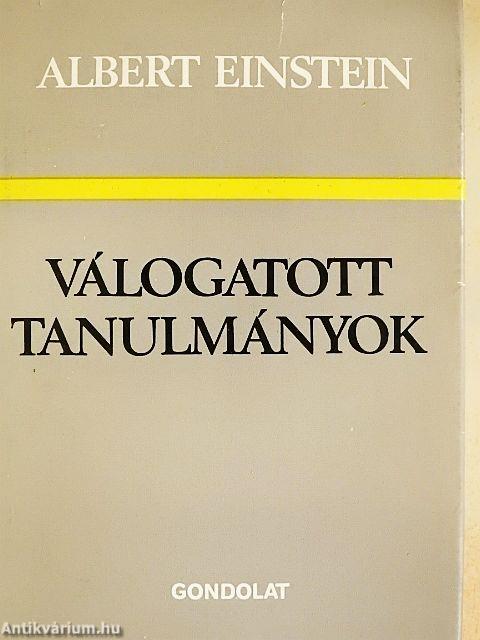 ALBERT EINSTEIN
VÁLOGATOTT
TANULMÁNYOK
GONDOLAT
Antikvárium.hu